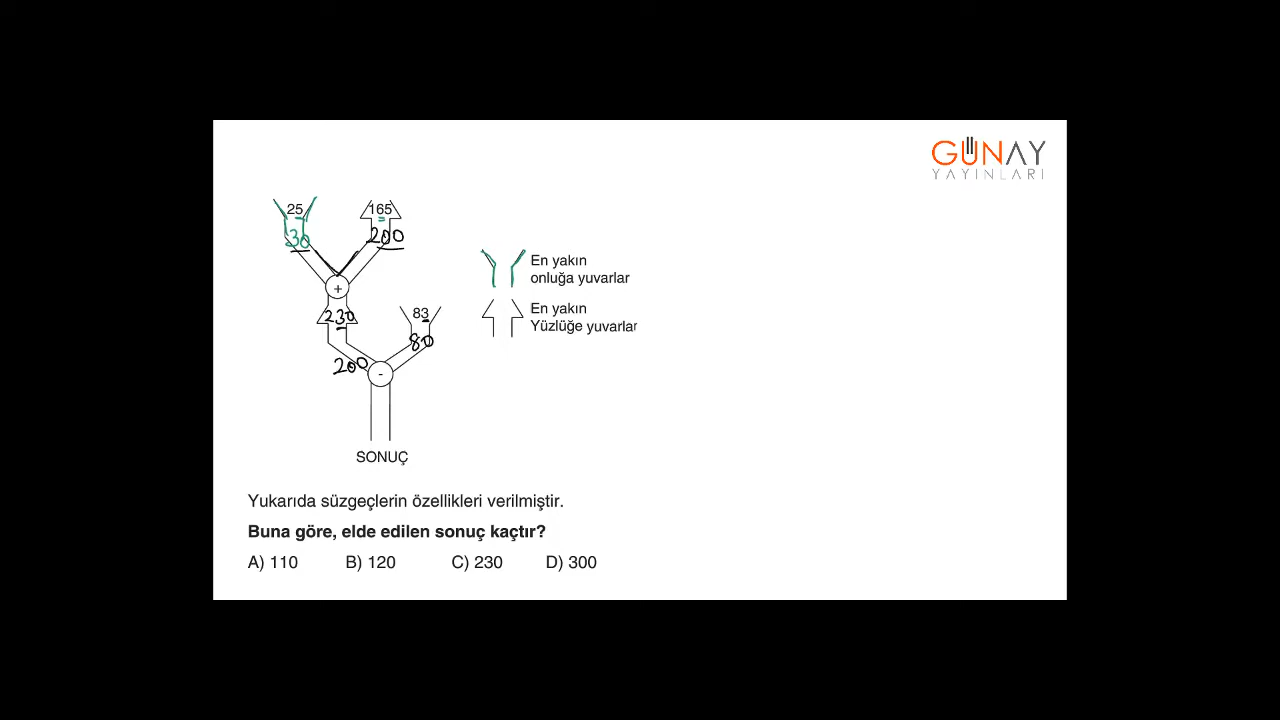 GÜNAY
YAYINLARI
25
165
30
200
+
230
83
80
200
-
SONUÇ
En yakın
onluğa yuvarlar
En yakın
Yüzlüğe yuvarlar
Yukarıda süzgeçlerin özellikleri verilmiştir.
Buna göre, elde edilen sonuç kaçtır?
A) 110 B) 120 C) 230 D) 300